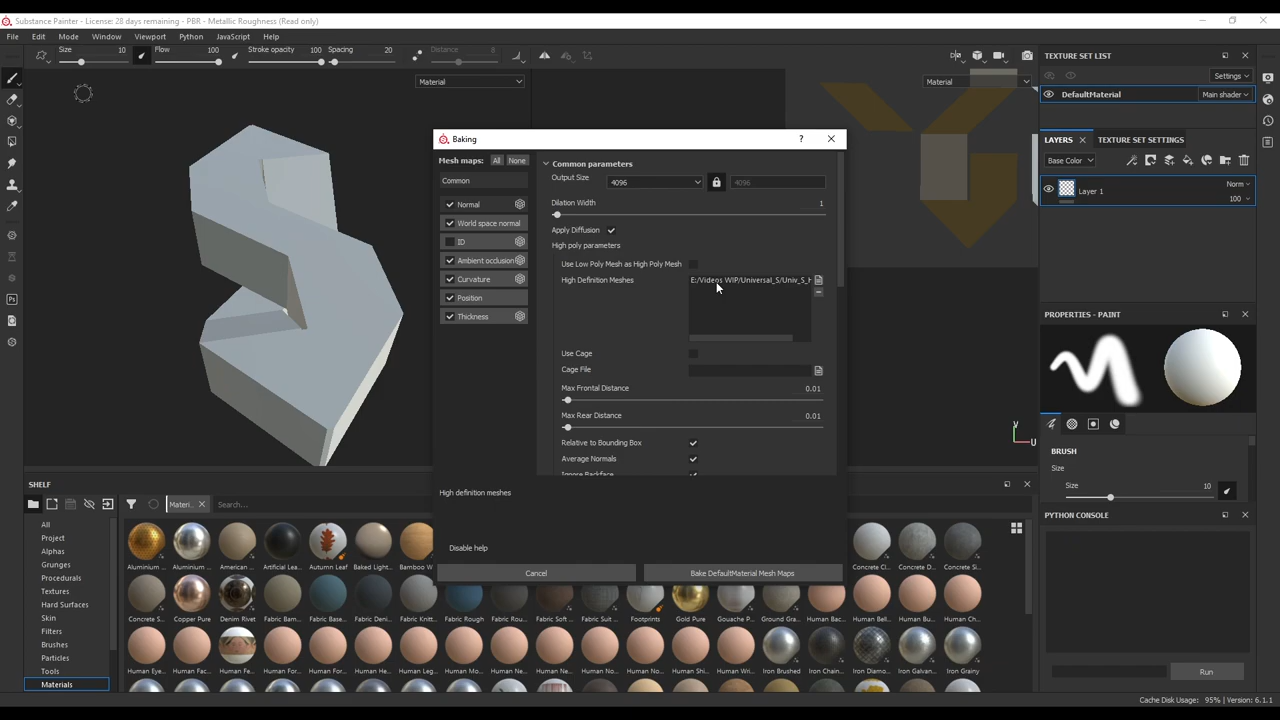 Substance Painter - License: 28 days remaining - PBR - Metallic Roughness (Read only)
File Edit Mode Window Viewport Python JavaScript Help
Size 10 Flow 100 Stroke opacity 100 Spacing 20 Distance 8
Material
Material
TEXTURE SET LIST
Settings
DefaultMaterial Main shader
LAYERS TEXTURE SET SETTINGS
Base Color
Layer 1 Norm
100
Baking ?
Mesh maps: All None
Common
Normal
World space normal
ID
Ambient occlusion
Curvature
Position
Thickness
Common parameters
Output Size 4096 4096
Dilation Width 1
Apply Diffusion
High poly parameters
Use Low Poly Mesh as High Poly Mesh
High Definition Meshes E:/Videos WIP/Universal_S/Univ_S_H
Use Cage
Cage File
Max Frontal Distance 0.01
Max Rear Distance 0.01
Relative to Bounding Box
Average Normals
Ignore Backface
High definition meshes
Disable help
Cancel Bake DefaultMaterial Mesh Maps
V
U
PROPERTIES - PAINT
BRUSH
Size
Size 10
PYTHON CONSOLE
Run
SHELF
Materi... Search...
All
Project
Alphas
Grunges
Procedurals
Textures
Hard Surfaces
Skin
Filters
Brushes
Particles
Tools
Materials
Aluminium ... Aluminium ... American ... Artificial Lea... Autumn Leaf Baked Light... Bamboo W... Concrete Cl... Concrete D... Concrete Si...
Concrete S... Copper Pure Denim Rivet Fabric Bam... Fabric Base... Fabric Deni... Fabric Knitt... Fabric Rough Fabric Rou... Fabric Soft ... Fabric Suit ... Footprints Gold Pure Gouache P... Ground Gra... Human Bac... Human Bell... Human Bu... Human Ch...
Human Eye... Human Fac... Human Fe... Human For... Human For... Human He... Human Leg... Human Mo... Human Ne... Human Ne... Human No... Human No... Human Shi... Human Wri... Iron Brushed Iron Chain... Iron Diamo... Iron Galvan... Iron Grainy
Cache Disk Usage: 95% | Version: 6.1.1